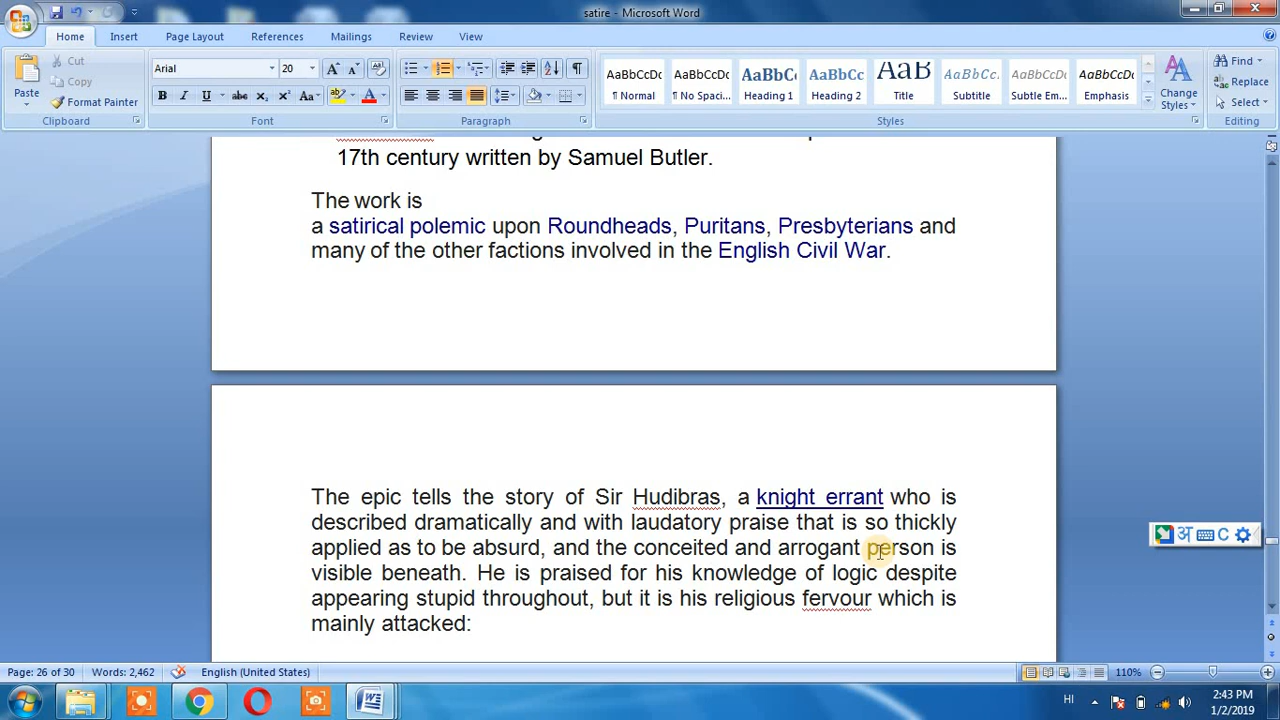 satire - Microsoft Word
Home Insert Page Layout References Mailings Review View
Paste
Cut
Copy
Format Painter
Clipboard
Arial 20
Font
Paragraph
AaBbCcDc AaBbCcDc AaBbC AaBbCc AaB AaBbCc. AaBbCcDc AaBbCcDc
¶ Normal ¶ No Spaci... Heading 1 Heading 2 Title Subtitle Subtle Em... Emphasis
Change Styles
Styles
Find
Replace
Select
Editing
17th century written by Samuel Butler.
The work is
a satirical polemic upon Roundheads, Puritans, Presbyterians and
many of the other factions involved in the English Civil War.
The epic tells the story of Sir Hudibras, a knight errant who is
described dramatically and with laudatory praise that is so thickly
applied as to be absurd, and the conceited and arrogant person is
visible beneath. He is praised for his knowledge of logic despite
appearing stupid throughout, but it is his religious fervour which is
mainly attacked:
अ C
Page: 26 of 30 Words: 2,462 English (United States) 110%
HI 2:43 PM
1/2/2019